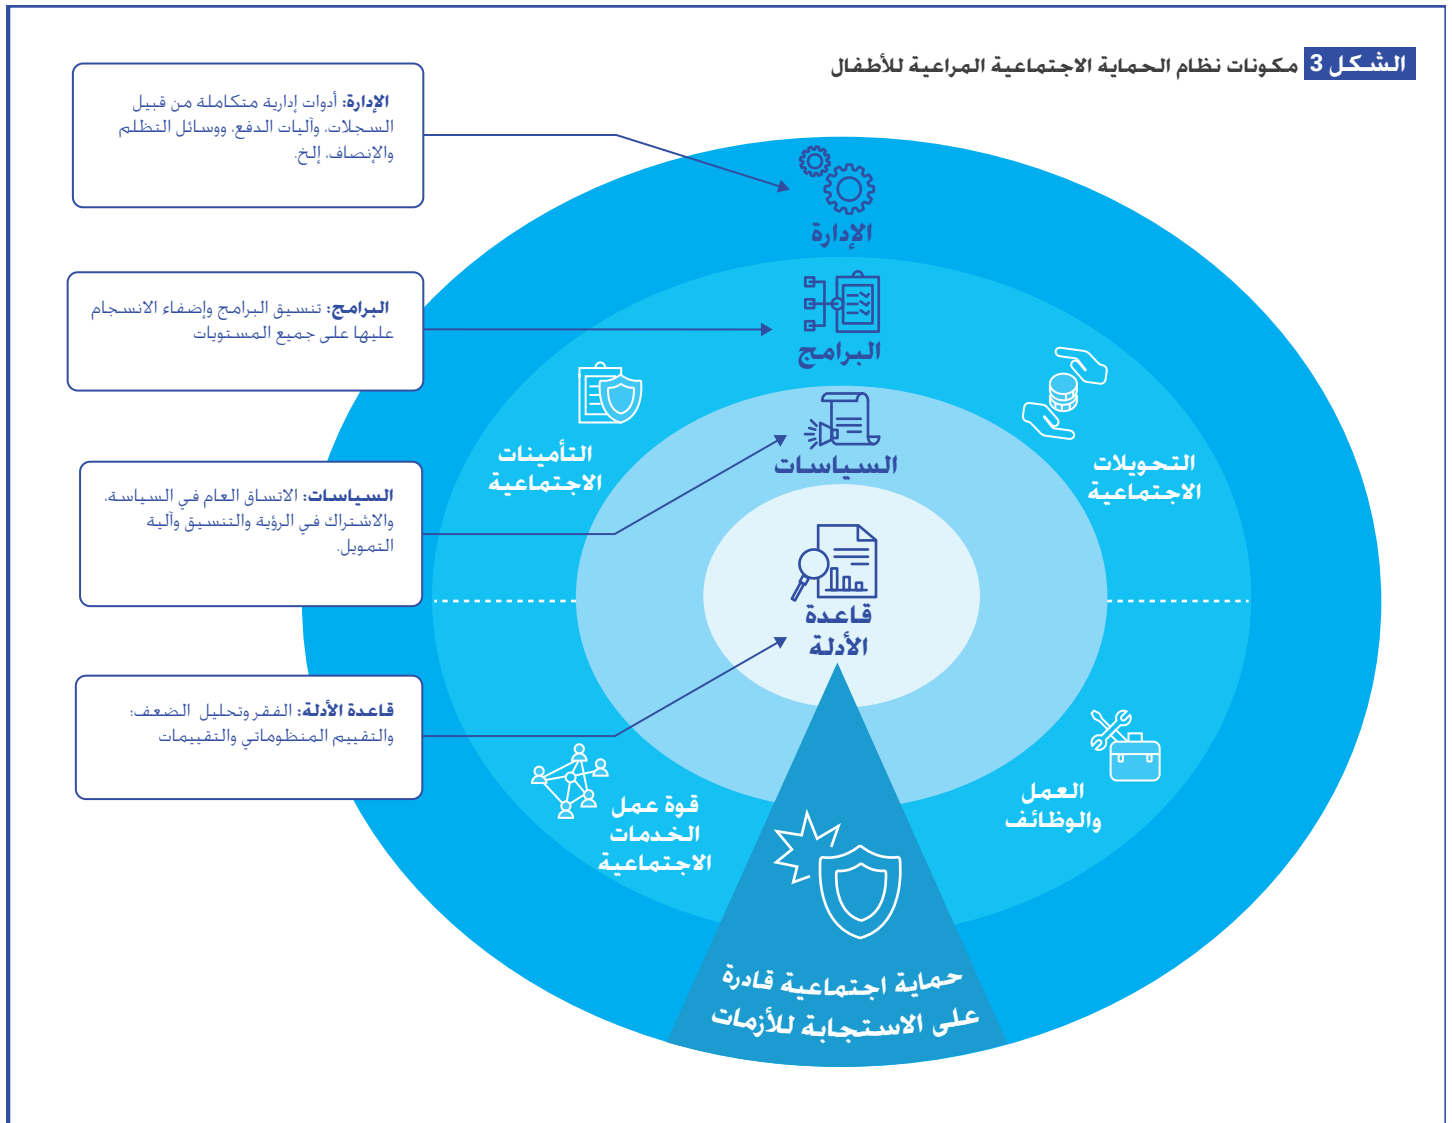 الشكل 3 مكونات نظام الحماية الاجتماعية المراعية للأطفال
الإدارة: أدوات إدارية متكاملة من قبيل
السجلات، وآليات الدفع، ووسائل التظلم
والإنصاف، إلخ.
الإدارة
البرامج: تنسيق البرامج وإضفاء الانسجام
عليها على جميع المستويات
البرامج
التحويلات
الاجتماعية
التأمينات
الاجتماعية
السياسات: الاتساق العام في السياسة،
والاشتراك في الرؤية والتنسيق وآلية
التمويل.
السياسات
قاعدة
الأدلة
قاعدة الأدلة: الفقر وتحليل الضعف؛
والتقييم المنظوماتي والتقييمات
العمل
والوظائف
قوة عمل
الخدمات
الاجتماعية
حماية اجتماعية قادرة
على الاستجابة للأزمات